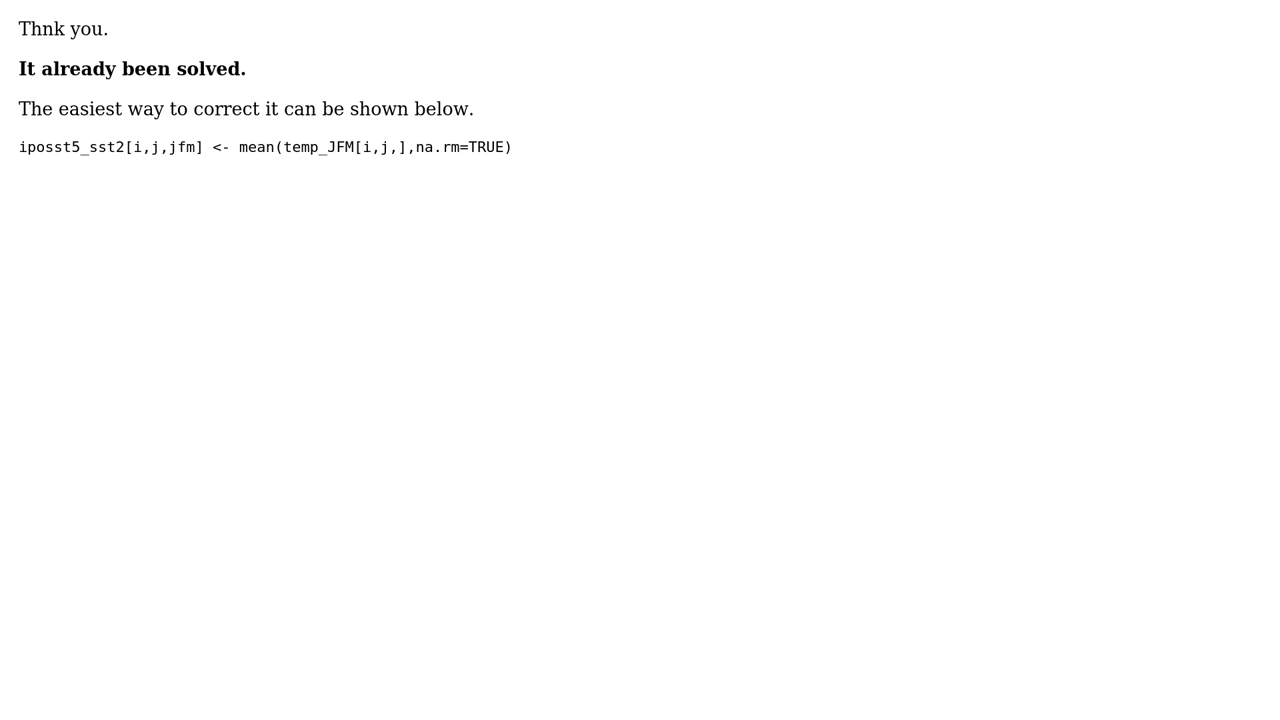 Thnk you.
It already been solved.
The easiest way to correct it can be shown below.
iposst5_sst2[i,j,jfm] <- mean(temp_JFM[i,j,],na.rm=TRUE)